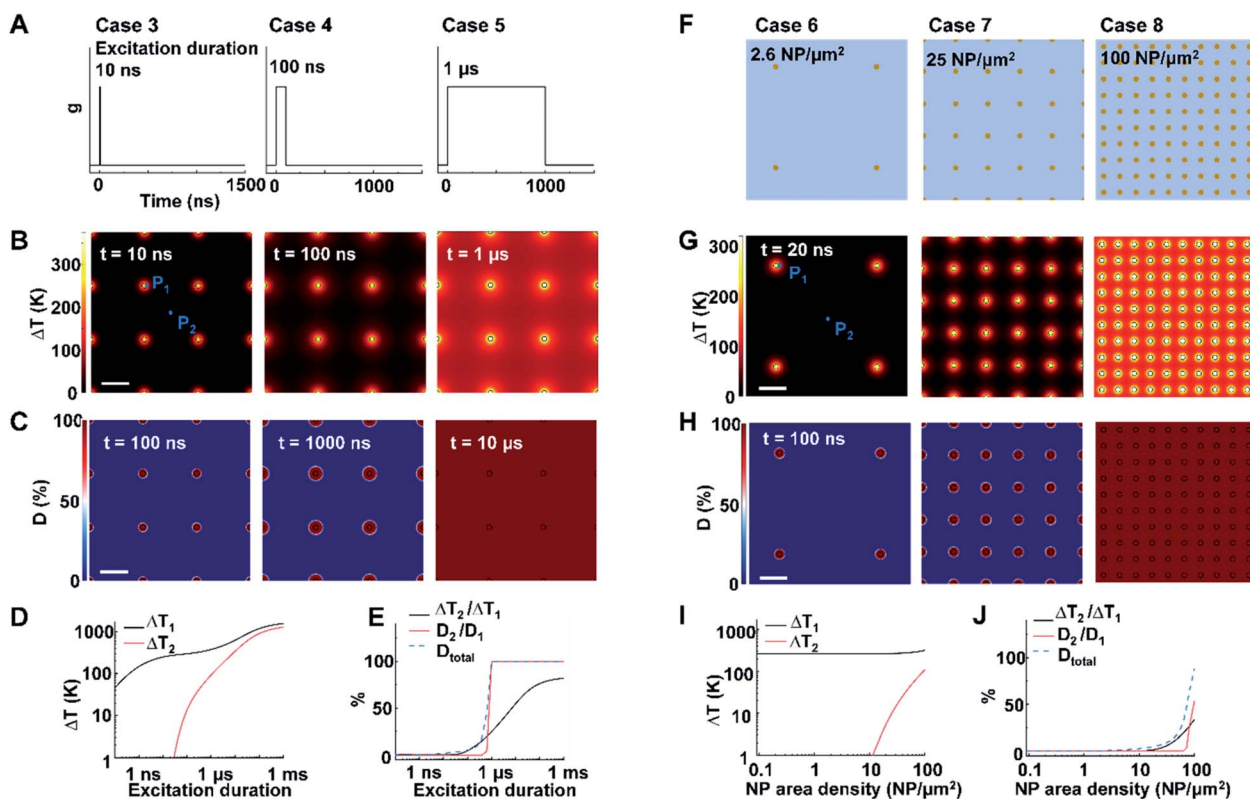 A
Case 3
Case 4
Case 5
Excitation duration
10 ns
100 ns
1 µs
g
0
1500
0
1000
0
1000
Time (ns)
B
t = 10 ns
t = 100 ns
t = 1 µs
P1
P2
ΔT (K)
300
200
100
0
C
t = 100 ns
t = 1000 ns
t = 10 µs
D (%)
100
50
0
D
ΔT1
ΔT2
ΔT (K)
1000
100
10
1
1 ns
1 µs
1 ms
Excitation duration
E
ΔT2/ΔT1
D2/D1
Dtotal
%
100
50
0
1 ns
1 µs
1 ms
Excitation duration
F
Case 6
Case 7
Case 8
2.6 NP/µm²
25 NP/µm²
100 NP/µm²
G
t = 20 ns
P1
P2
ΔT (K)
300
200
100
0
H
t = 100 ns
D (%)
100
50
0
I
ΔT1
ΔT2
ΔT (K)
1000
100
10
1
0.1
1
10
100
NP area density (NP/µm²)
J
ΔT2/ΔT1
D2/D1
Dtotal
%
100
50
0
0.1
1
10
100
NP area density (NP/µm²)